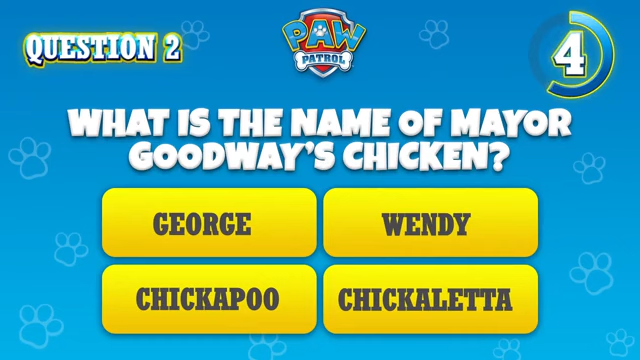 QUESTION 2
PAW
PATROL
4
WHAT IS THE NAME OF MAYOR
GOODWAY'S CHICKEN?
GEORGE
WENDY
CHICKAPOO
CHICKALETTA